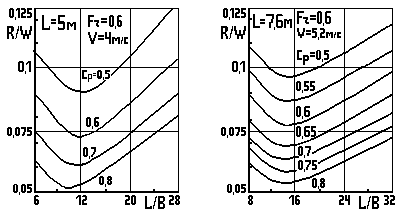 0,125
R/W
0,1
0,075
0,05
L=5м
Fr=0,6
V=4м/с
Cp=0,5
0,6
0,7
0,8
6 12 20 L/B 28
0,125
R/W
0,1
0,075
0,05
L=7,6м
Fr=0,6
V=5,2м/с
Cp=0,5
0,55
0,6
0,65
0,7
0,75
0,8
8 16 24 L/B 32